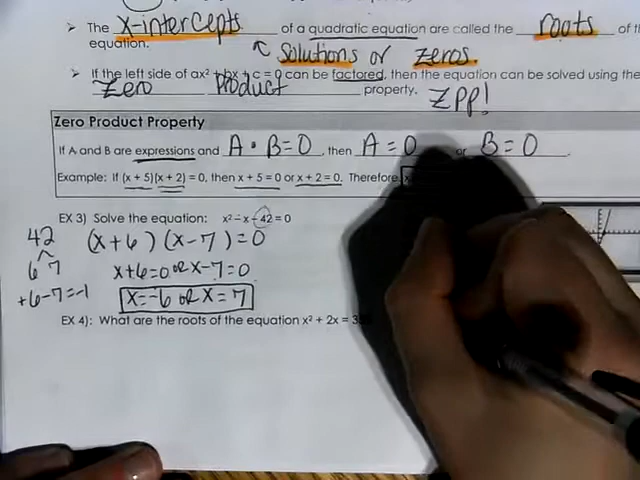 The x-intercepts of a quadratic equation are called the roots of th
equation. Solutions or zeros.
If the left side of ax² + bx + c = 0 can be factored, then the equation can be solved using the
Zero Product property. ZPP!
Zero Product Property
If A and B are expressions and A • B = 0, then A = 0 or B = 0.
Example: If (x + 5)(x + 2) = 0, then x + 5 = 0 or x + 2 = 0. Therefore
EX 3) Solve the equation: x² – x – 42 = 0
42 (x+6)(x-7)=0
6 7 x+6=0 or x-7=0
+6-7=-1 x=-6 or x=7
EX 4): What are the roots of the equation x² + 2x = 3